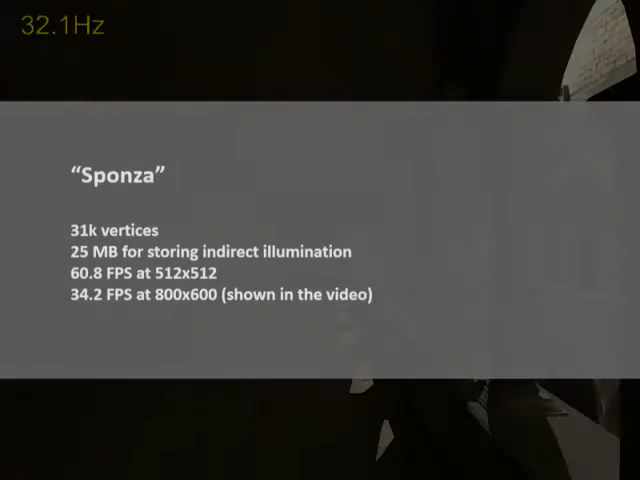 32.1Hz
“Sponza”
31k vertices
25 MB for storing indirect illumination
60.8 FPS at 512x512
34.2 FPS at 800x600 (shown in the video)